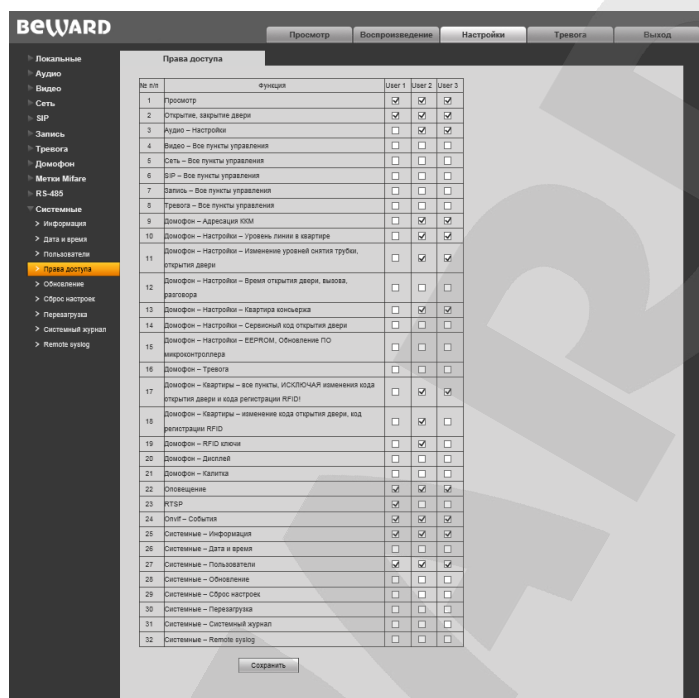 BEWARD
Просмотр Воспроизведение Настройки Тревога Выход
Локальные
Аудио
Видео
Сеть
SIP
Запись
Тревога
Домофон
Метки Mifare
RS-485
Системные
Информация
Дата и время
Пользователи
Права доступа
Обновление
Сброс настроек
Перезагрузка
Системный журнал
Remote syslog
Права доступа
№ п/п Функция User 1 User 2 User 3
1 Просмотр
2 Открытие, закрытие двери
3 Аудио – Настройки
4 Видео – Все пункты управления
5 Сеть – Все пункты управления
6 SIP – Все пункты управления
7 Запись – Все пункты управления
8 Тревога – Все пункты управления
9 Домофон – Адресация ККМ
10 Домофон – Настройки – Уровень линии в квартире
11 Домофон – Настройки – Изменение уровней снятия трубки,
открытия двери
12 Домофон – Настройки – Время открытия двери, вызова,
разговора
13 Домофон – Настройки – Квартира консьержа
14 Домофон – Настройки – Сервисный код открытия двери
15 Домофон – Настройки – EEPROM, Обновление ПО
микроконтроллера
16 Домофон – Тревога
17 Домофон – Квартиры – все пункты, ИСКЛЮЧАЯ изменения кода
открытия двери и кода регистрации RFID!
18 Домофон – Квартиры – изменение кода открытия двери, код
регистрации RFID
19 Домофон – RFID ключи
20 Домофон – Дисплей
21 Домофон – Калитка
22 Оповещение
23 RTSP
24 Onvif – События
25 Системные – Информация
26 Системные – Дата и время
27 Системные – Пользователи
28 Системные – Обновление
29 Системные – Сброс настроек
30 Системные – Перезагрузка
31 Системные – Системный журнал
32 Системные – Remote syslog
Сохранить